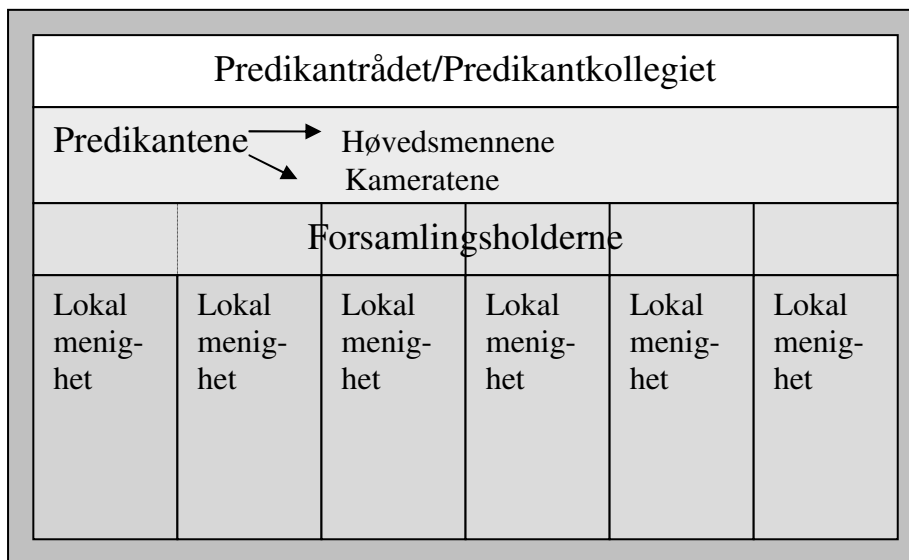 Predikantrådet/Predikantkollegiet
Predikantene
Høvedsmennene
Kameratene
Forsamlingsholderne
Lokal
menig-
het
Lokal
menig-
het
Lokal
menig-
het
Lokal
menig-
het
Lokal
menig-
het
Lokal
menig-
het